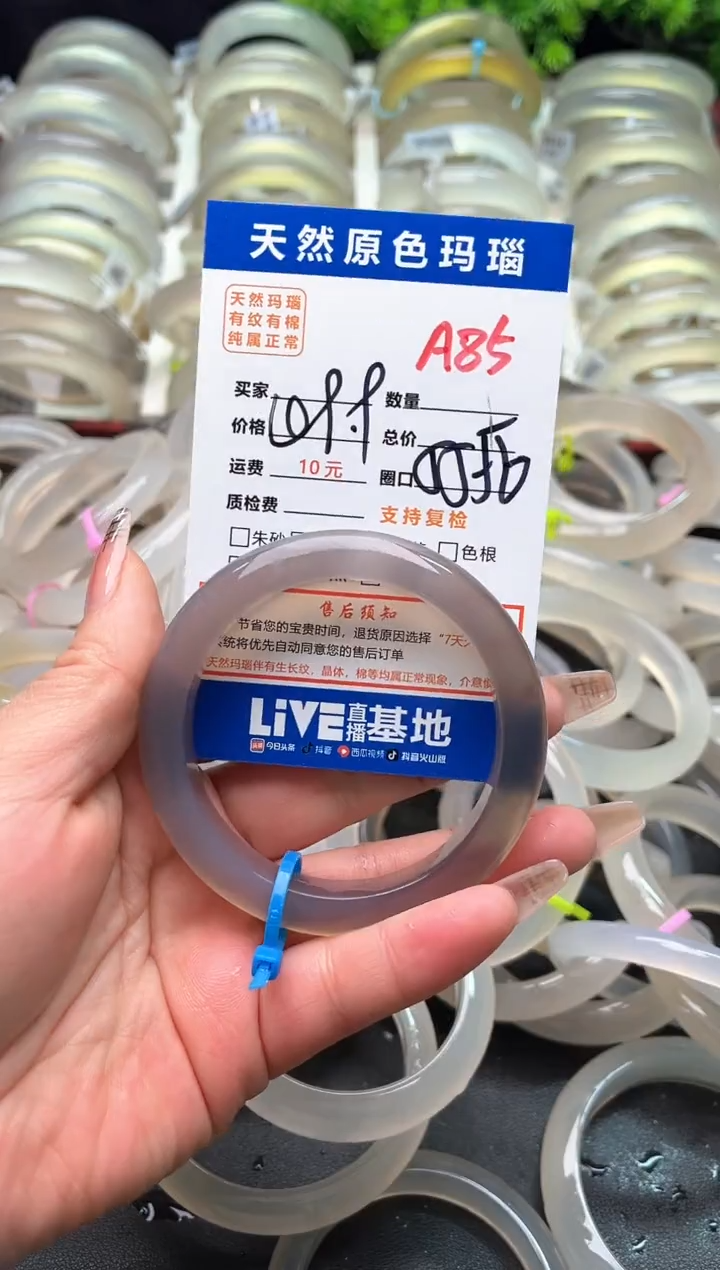 天然原色玛瑙
天然玛瑙
有纹有棉
纯属正常
A85
买家 数量
价格 总价
运费 10元 圈口
质检费 支持复检
朱砂 色根
售后须知
节省您的宝贵时间，退货原因选择“7天
统将优先自动同意您的售后订单
天然玛瑙伴有生长纹，晶体，棉等均属正常现象，介意慎
LiVE直播基地
头条 今日头条 抖音 西瓜视频 抖音火山版